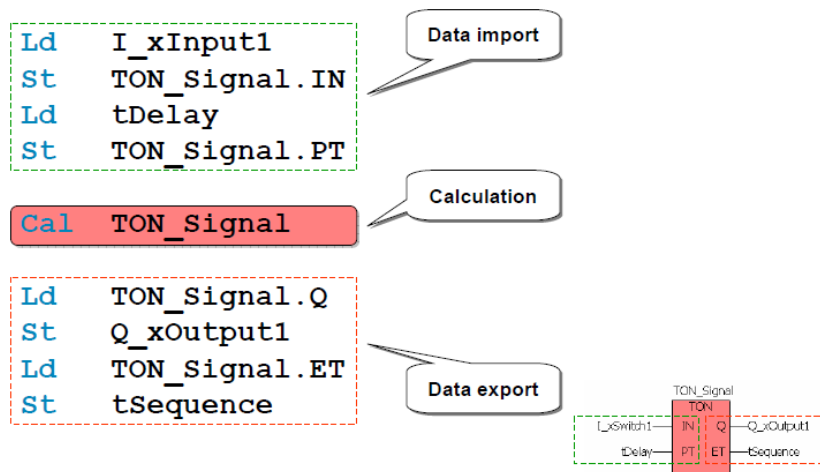 Ld I_xInput1
St TON_Signal.IN
Ld tDelay
St TON_Signal.PT
Data import
Cal TON_Signal
Calculation
Ld TON_Signal.Q
St Q_xOutput1
Ld TON_Signal.ET
St tSequence
Data export
TON_Signal
TON
I_xSwitch1 IN Q Q_xOutput1
tDelay PT ET tSequence